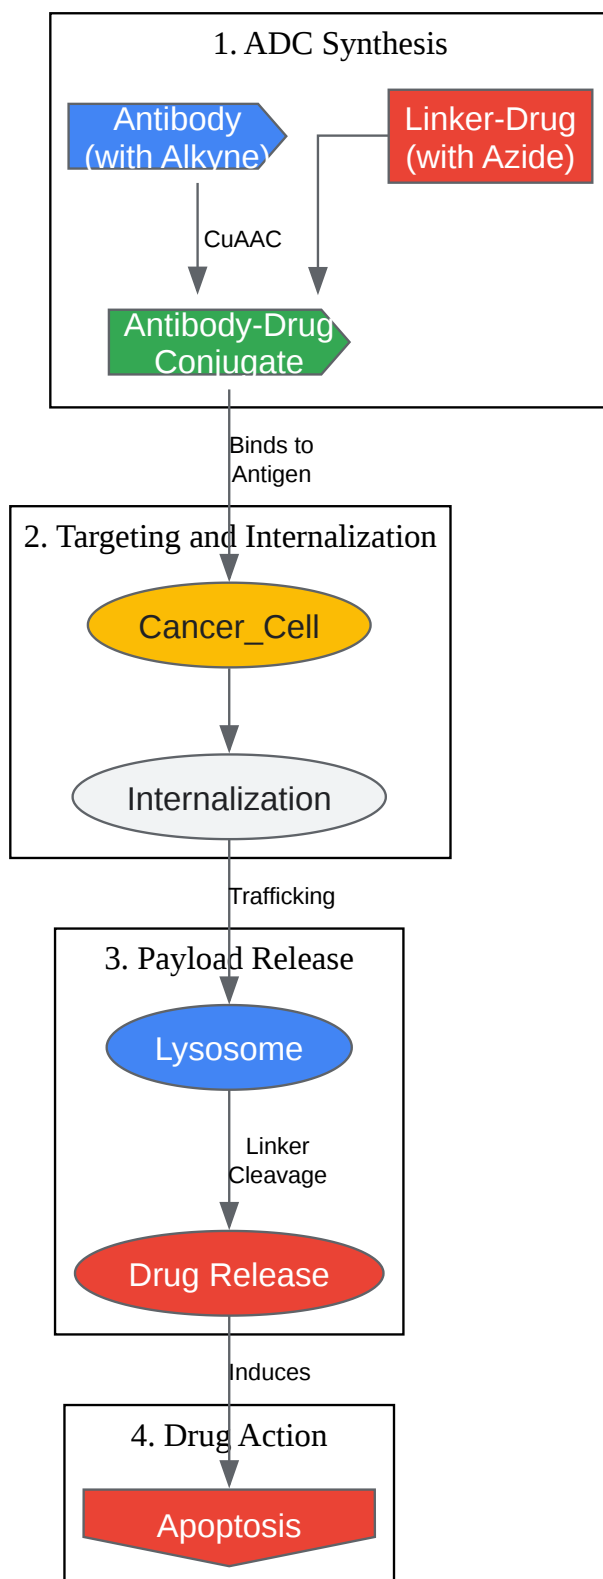 1. ADC Synthesis
Antibody
(with Alkyne)
Linker-Drug
(with Azide)
CuAAC
Antibody-Drug
Conjugate
Binds to
Antigen
2. Targeting and Internalization
Cancer_Cell
Internalization
Trafficking
3. Payload Release
Lysosome
Linker
Cleavage
Drug Release
Induces
4. Drug Action
Apoptosis